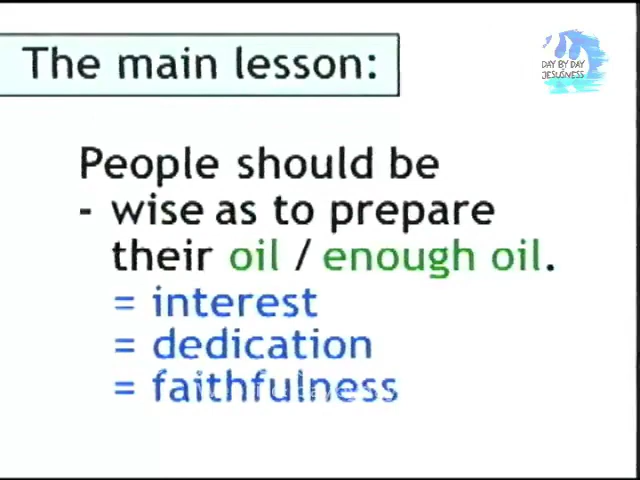 The main lesson:
DAY BY DAY
JESUSNESS
People should be
- wise as to prepare
their oil / enough oil.
= interest
= dedication
= faithfulness